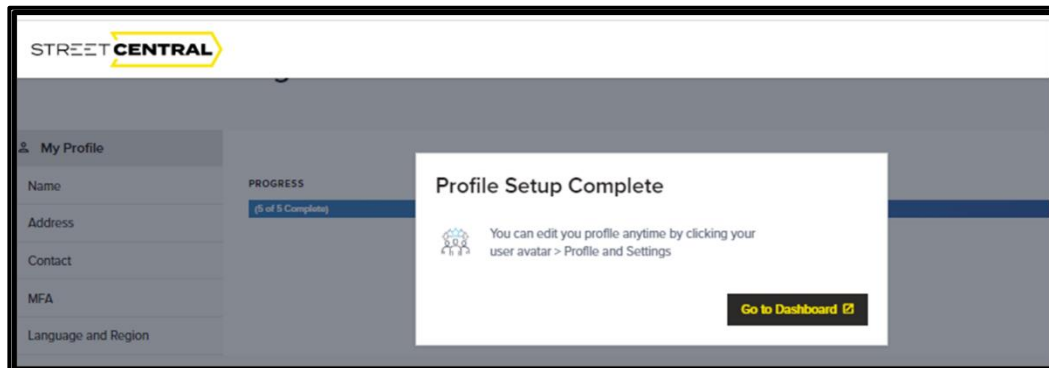 STREETCENTRAL
My Profile
Name
Address
Contact
MFA
Language and Region
PROGRESS
(5 of 5 Complete)
Profile Setup Complete
You can edit you profile anytime by clicking your
user avatar > Profile and Settings
Go to Dashboard